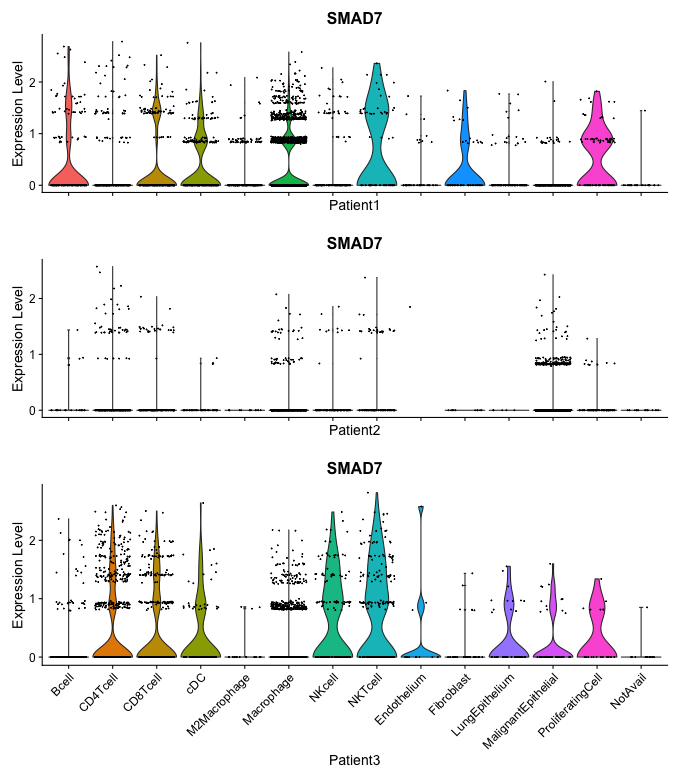 SMAD7
Expression Level
2
1
0
Patient1
SMAD7
Expression Level
2
1
0
Patient2
SMAD7
Expression Level
2
1
0
Bcell
CD4Tcell
CD8Tcell
cDC
M2Macrophage
Macrophage
NKcell
NKTcell
Endothelium
Fibroblast
LungEpithelium
MalignantEpithelial
ProliferatingCell
NotAvail
Patient3